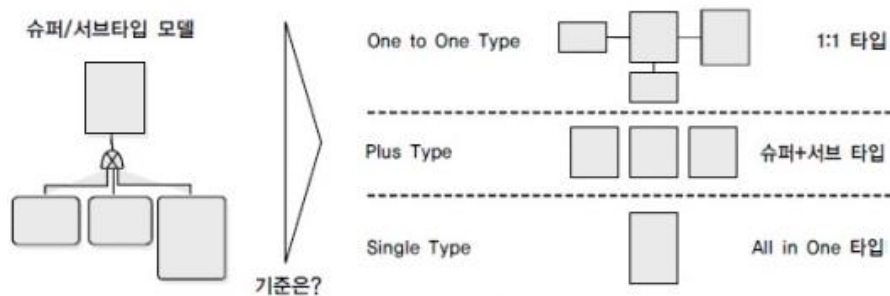 슈퍼/서브타입 모델
기준은?
One to One Type 1:1 타입
Plus Type 슈퍼+서브 타입
Single Type All in One 타입